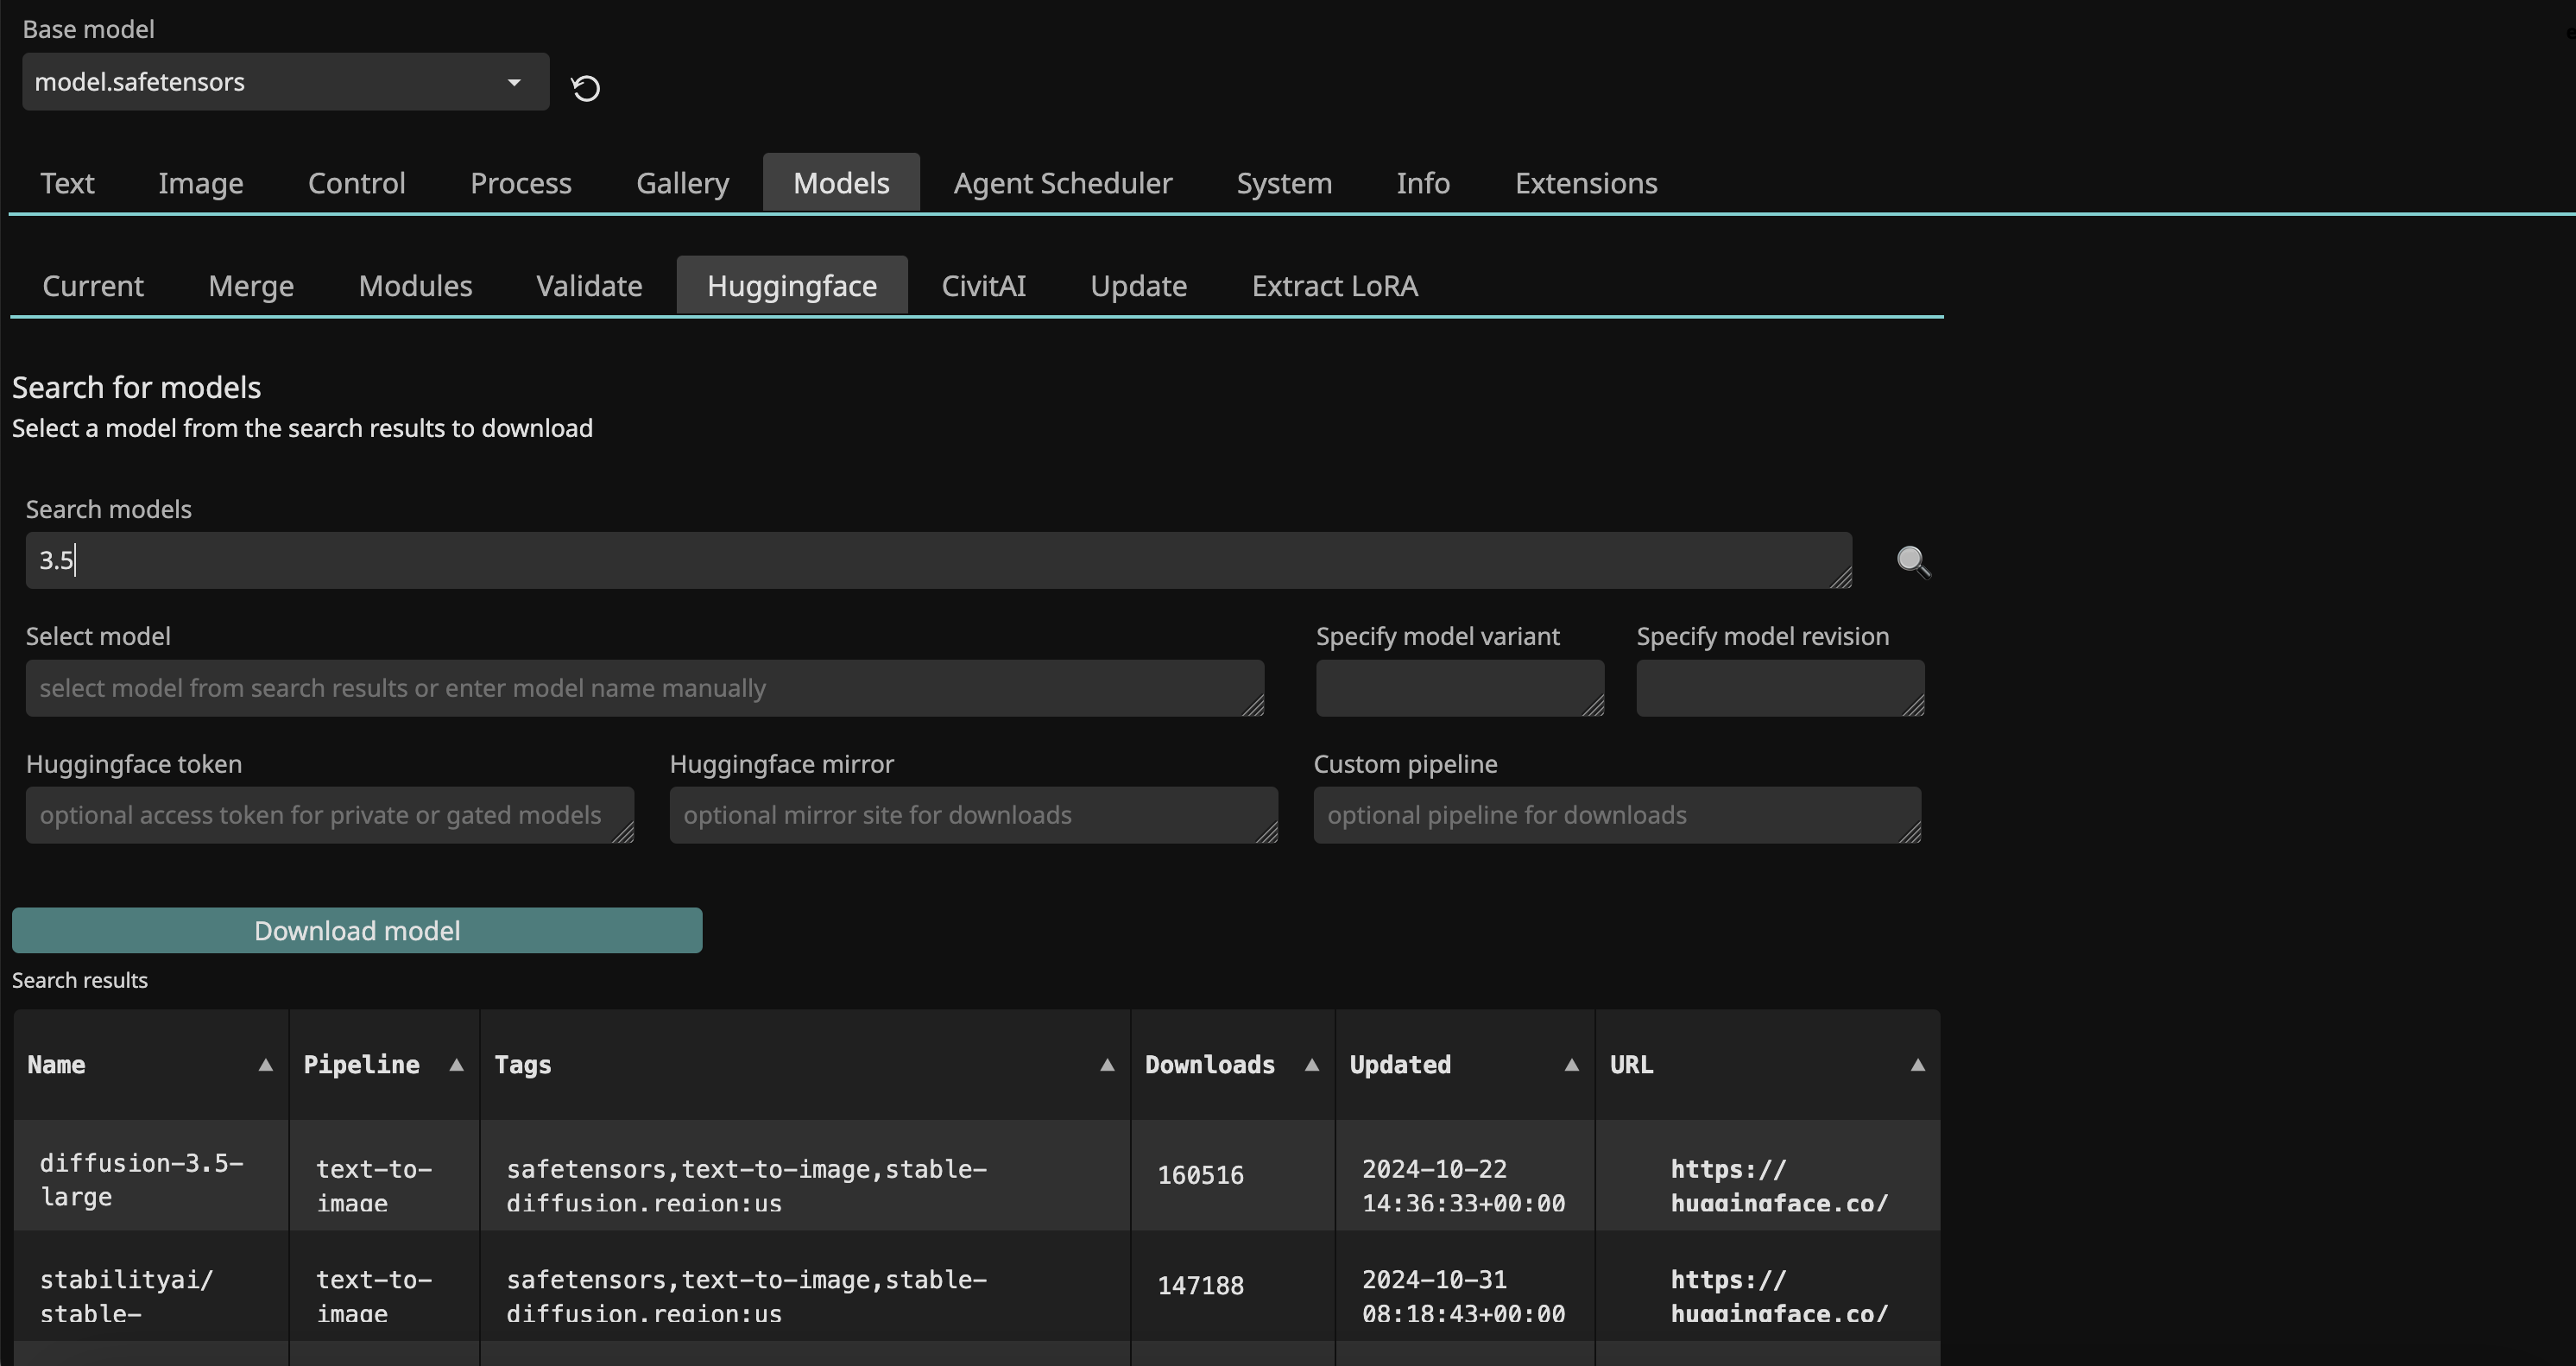 Base model
model.safetensors
Text Image Control Process Gallery Models Agent Scheduler System Info Extensions
Current Merge Modules Validate Huggingface CivitAI Update Extract LoRA
Search for models
Select a model from the search results to download
Search models
3.5
Select model Specify model variant Specify model revision
select model from search results or enter model name manually
Huggingface token Huggingface mirror Custom pipeline
optional access token for private or gated models optional mirror site for downloads optional pipeline for downloads
Download model
Search results
Name Pipeline Tags Downloads Updated URL
diffusion-3.5- text-to- safetensors,text-to-image,stable- 160516 2024-10-22 https://
large image diffusion,region:us 14:36:33+00:00 huggingface.co/
stabilityai/ text-to- safetensors,text-to-image,stable- 147188 2024-10-31 https://
stable- image diffusion,region:us 08:18:43+00:00 huggingface.co/